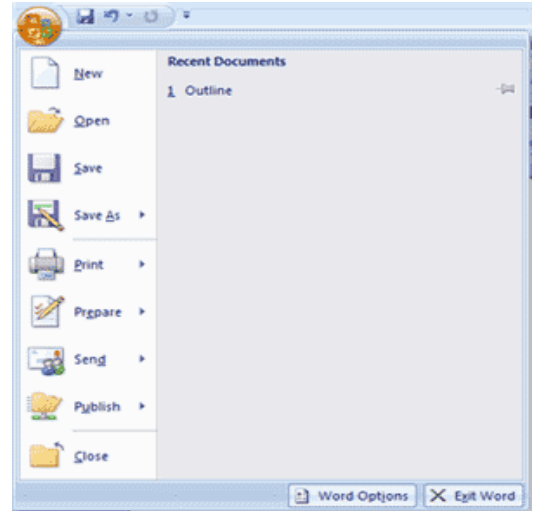 New
Open
Save
Save As
Print
Prepare
Send
Publish
Close
Recent Documents
1 Outline
Word Options
Exit Word